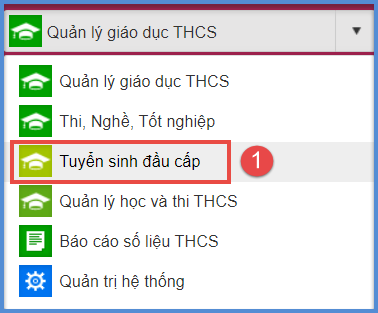 Quản lý giáo dục THCS
Quản lý giáo dục THCS
Thi, Nghề, Tốt nghiệp
Tuyển sinh đầu cấp 1
Quản lý học và thi THCS
Báo cáo số liệu THCS
Quản trị hệ thống